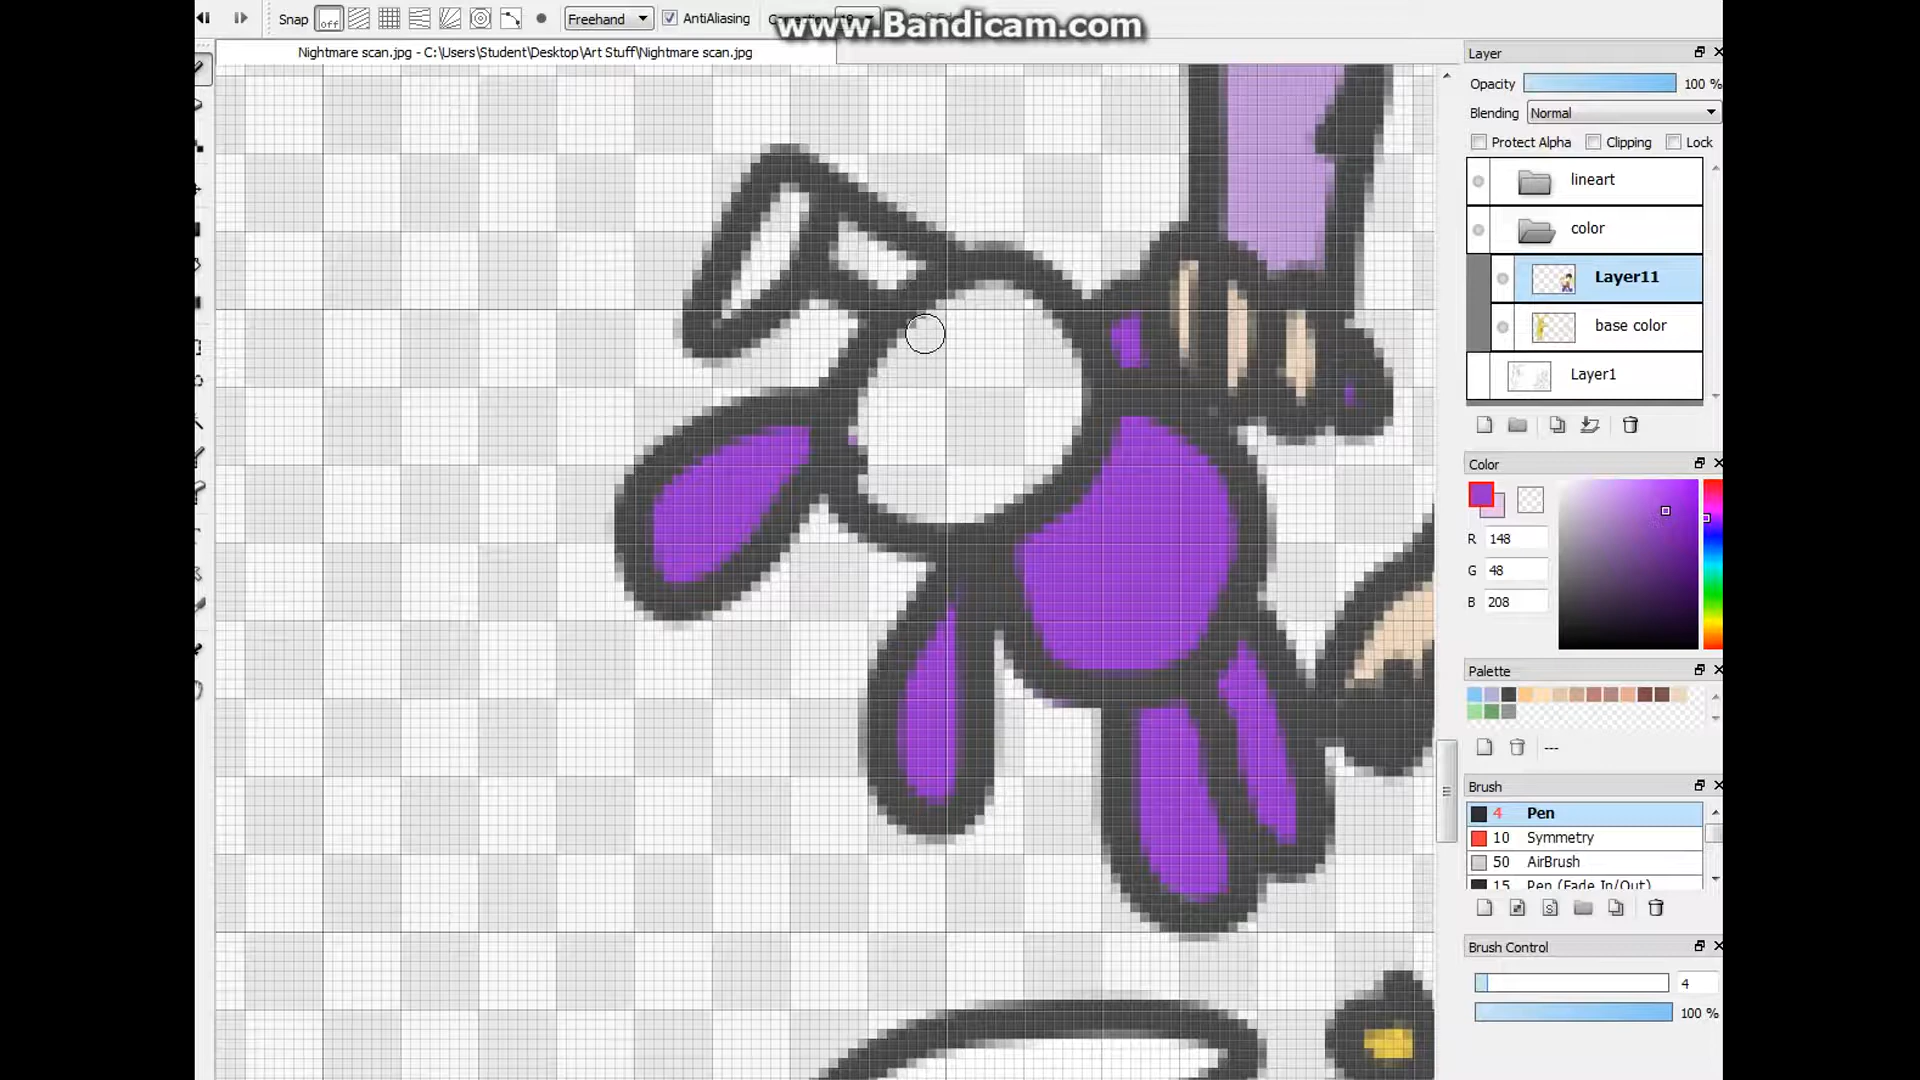 Snap off Freehand AntiAliasing
www.Bandicam.com
Nightmare scan.jpg - C:\Users\Student\Desktop\Art Stuff\Nightmare scan.jpg
Layer
Opacity 100 %
Blending Normal
Protect Alpha Clipping Lock
lineart
color
Layer11
base color
Layer1
Color
R 148
G 48
B 208
Palette
---
Brush
4 Pen
10 Symmetry
50 AirBrush
15 Pen (Fade In/Out)
S
Brush Control
4
100 %